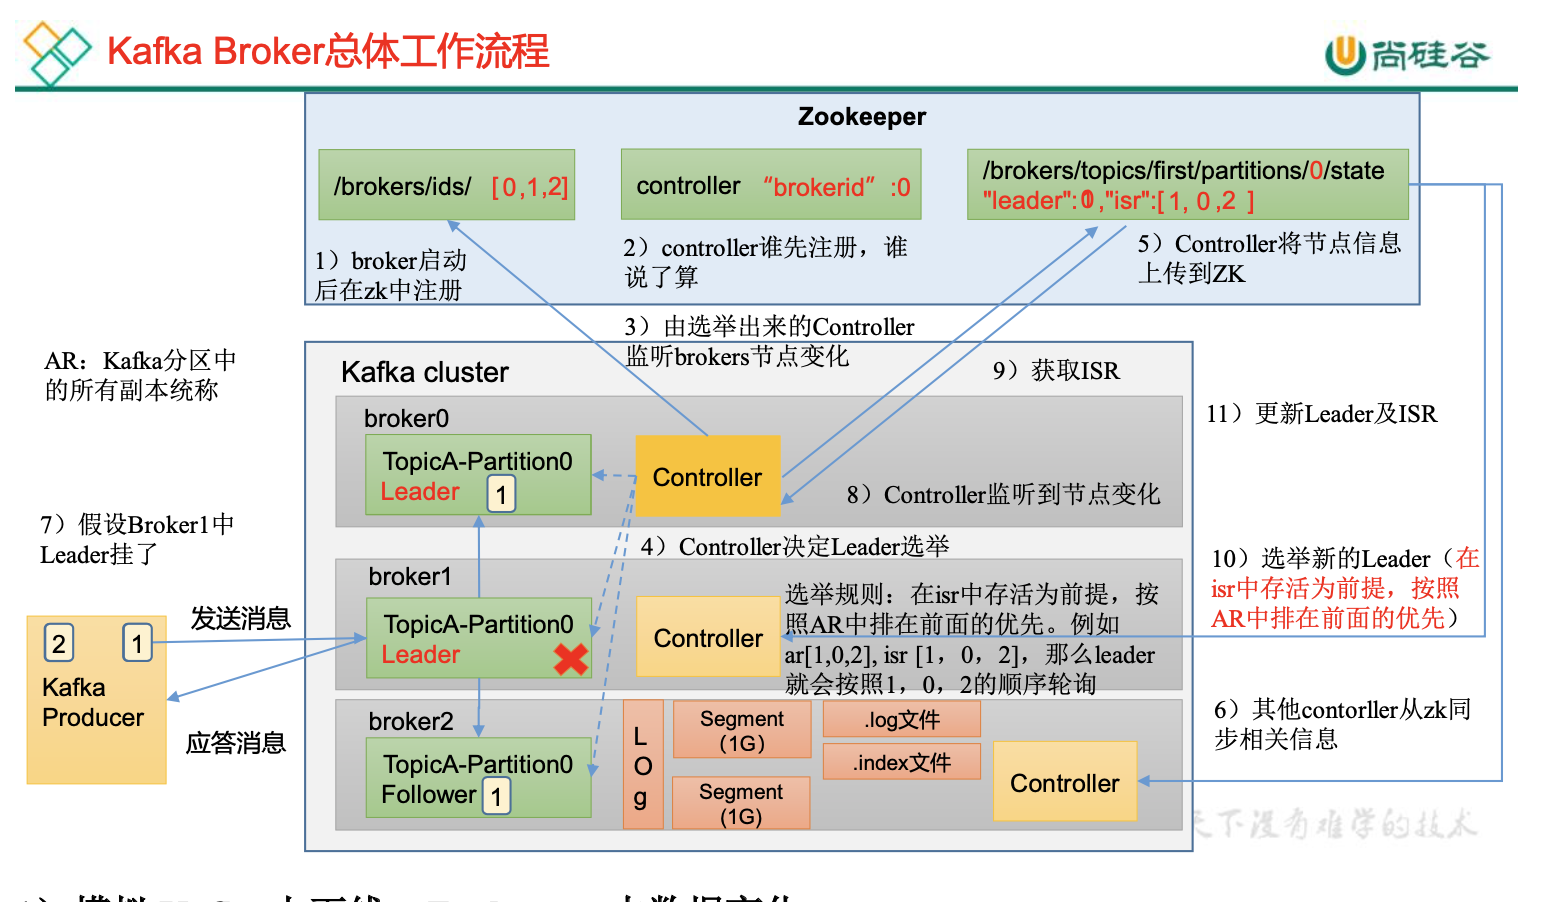 Kafka Broker总体工作流程
尚硅谷
Zookeeper
/brokers/ids/ [0,1,2]
controller “brokerid” :0
/brokers/topics/first/partitions/0/state
"leader": ,"isr":[ 1, 0 ,2 ]
1）broker启动
后在zk中注册
2）controller谁先注册，谁
说了算
5）Controller将节点信息
上传到ZK
3）由选举出来的Controller
监听brokers节点变化
AR：Kafka分区中
的所有副本统称
Kafka cluster
9）获取ISR
11）更新Leader及ISR
broker0
TopicA-Partition0
Leader 1
Controller
8）Controller监听到节点变化
7）假设Broker1中
Leader挂了
4）Controller决定Leader选举
broker1
TopicA-Partition0
Leader
Controller
选举规则：在isr中存活为前提，按
照AR中排在前面的优先。例如
ar[1,0,2], isr [1，0，2]，那么leader
就会按照1，0，2的顺序轮询
10）选举新的Leader（在
isr中存活为前提，按照
AR中排在前面的优先）
发送消息
2 1
Kafka
Producer
应答消息
broker2
TopicA-Partition0
Follower 1
L
O
g
Segment
(1G)
Segment
(1G)
.log文件
.index文件
Controller
6）其他contorller从zk同
步相关信息
天下没有难学的技术